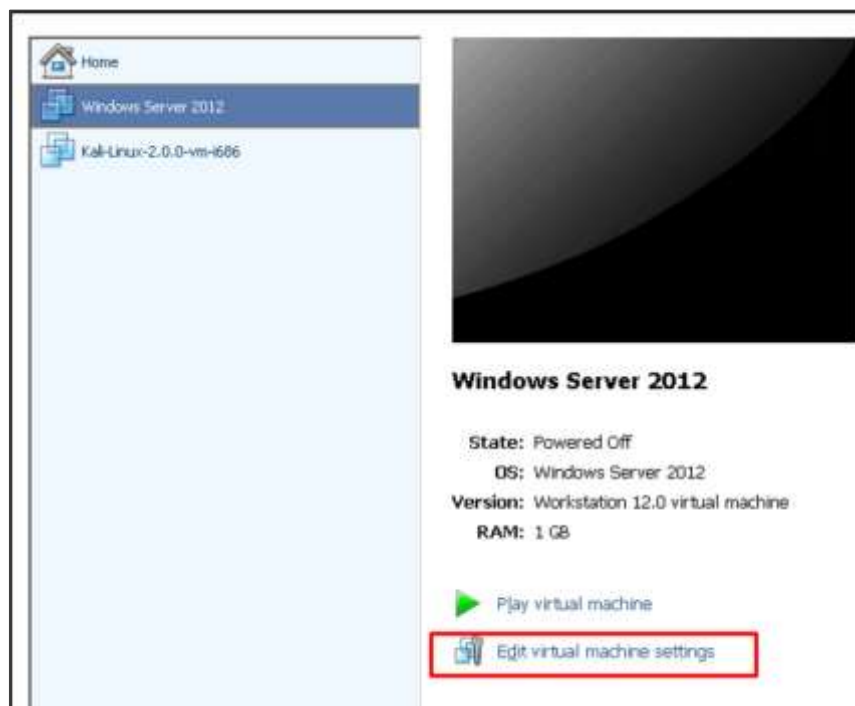 Home
Windows Server 2012
Kali-Linux-2.0.0-vm-i686
Windows Server 2012
State: Powered Off
OS: Windows Server 2012
Version: Workstation 12.0 virtual machine
RAM: 1 GB
Play virtual machine
Edit virtual machine settings